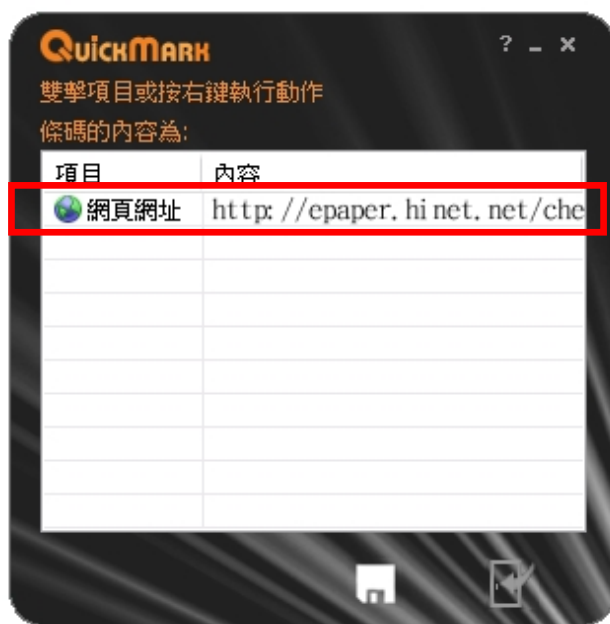 QuickMark ? _ ×
雙擊項目或按右鍵執行動作
條碼的內容為:
項目 內容
網頁網址 http://epaper.hinet.net/che